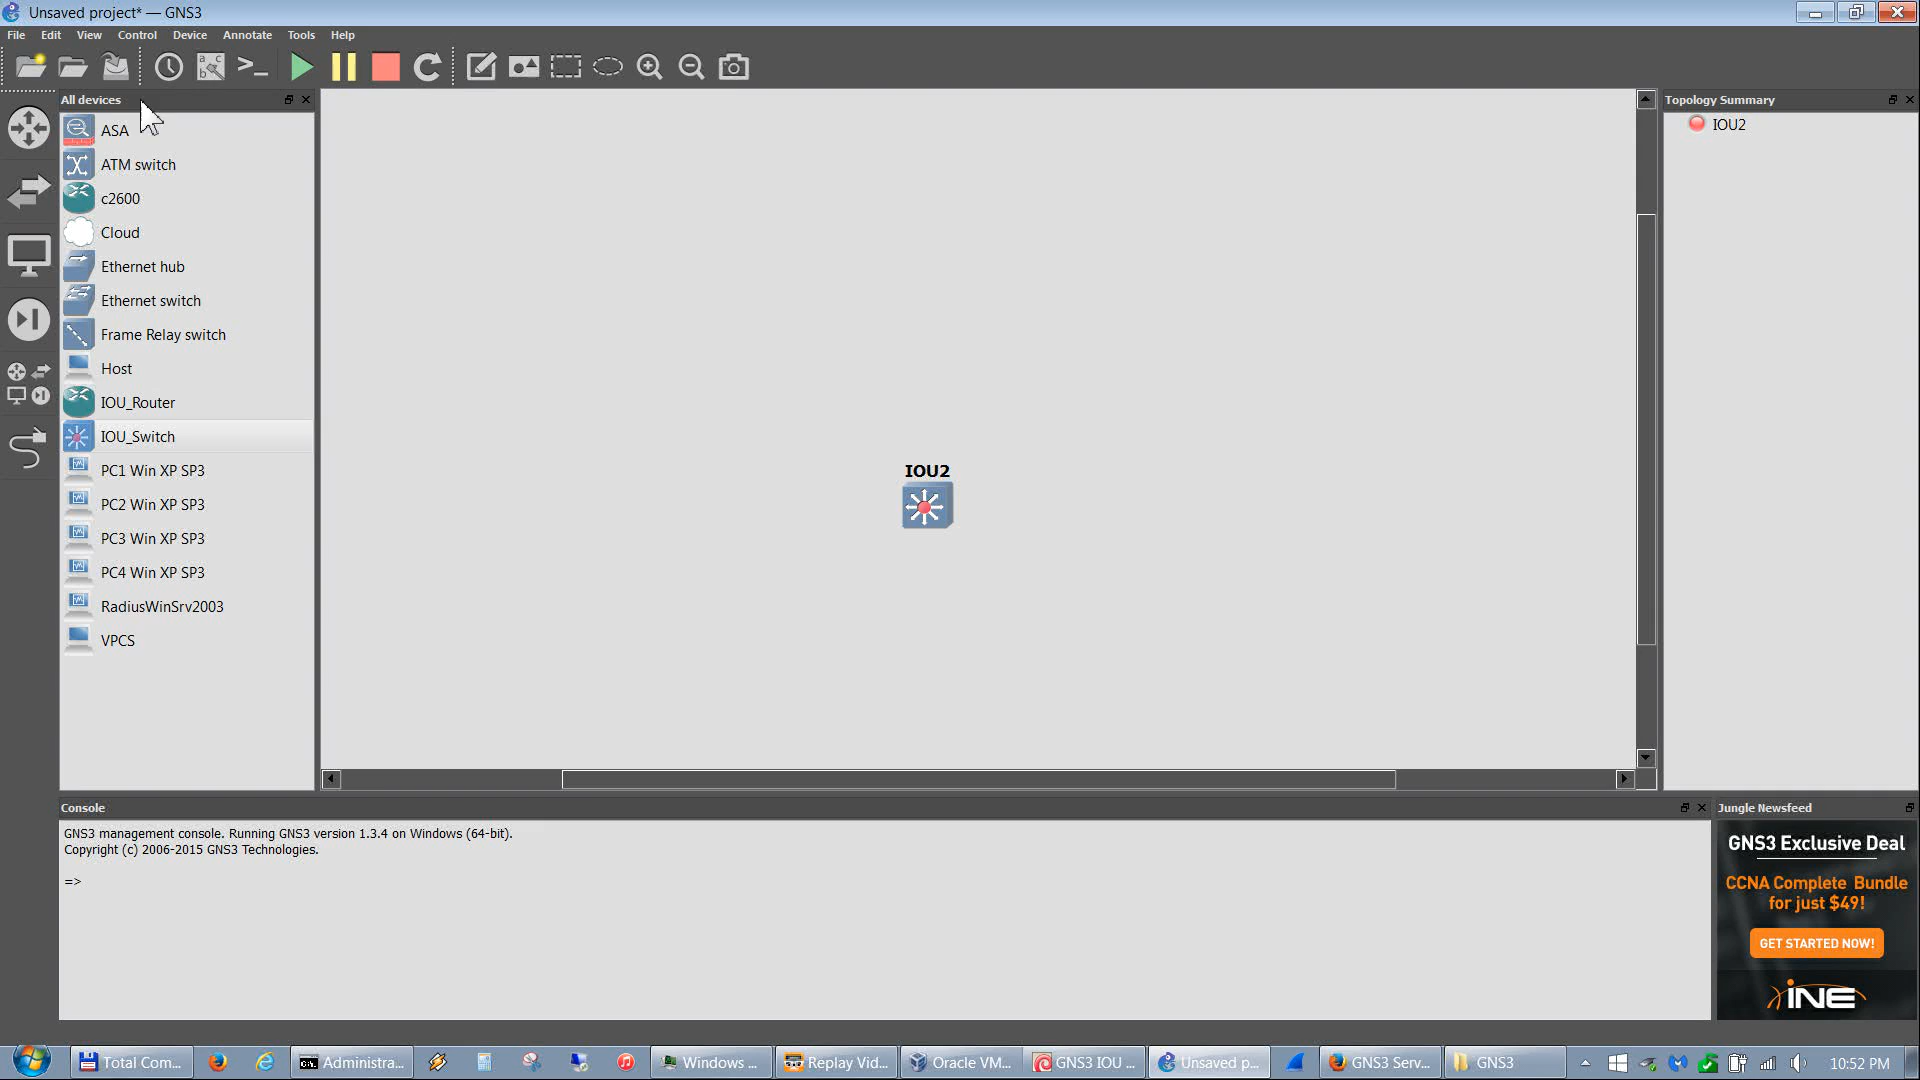 Unsaved project* — GNS3
File Edit View Control Device Annotate Tools Help
All devices
ASA
ATM switch
c2600
Cloud
Ethernet hub
Ethernet switch
Frame Relay switch
Host
IOU_Router
IOU_Switch
PC1 Win XP SP3
PC2 Win XP SP3
PC3 Win XP SP3
PC4 Win XP SP3
RadiusWinSrv2003
VPCS
IOU2
Topology Summary
IOU2
Console
GNS3 management console. Running GNS3 version 1.3.4 on Windows (64-bit).
Copyright (c) 2006-2015 GNS3 Technologies.
=>
Jungle Newsfeed
GNS3 Exclusive Deal
CCNA Complete Bundle
for just $49!
GET STARTED NOW!
INE
Total Com... Administra... Windows ... Replay Vid... Oracle VM... GNS3 IOU ... Unsaved p... GNS3 Serv... GNS3 10:52 PM